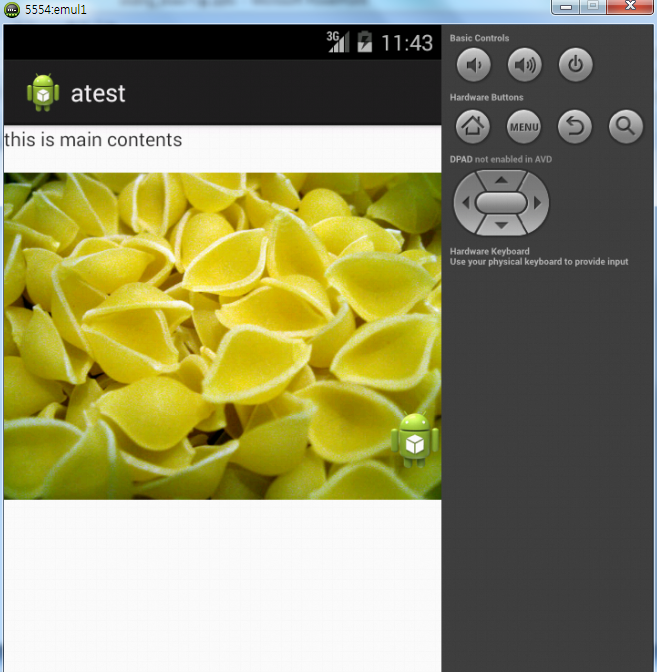 5554:emul1
3G 11:43
atest
this is main contents
Basic Controls
Hardware Buttons
MENU
DPAD not enabled in AVD
Hardware Keyboard
Use your physical keyboard to provide input